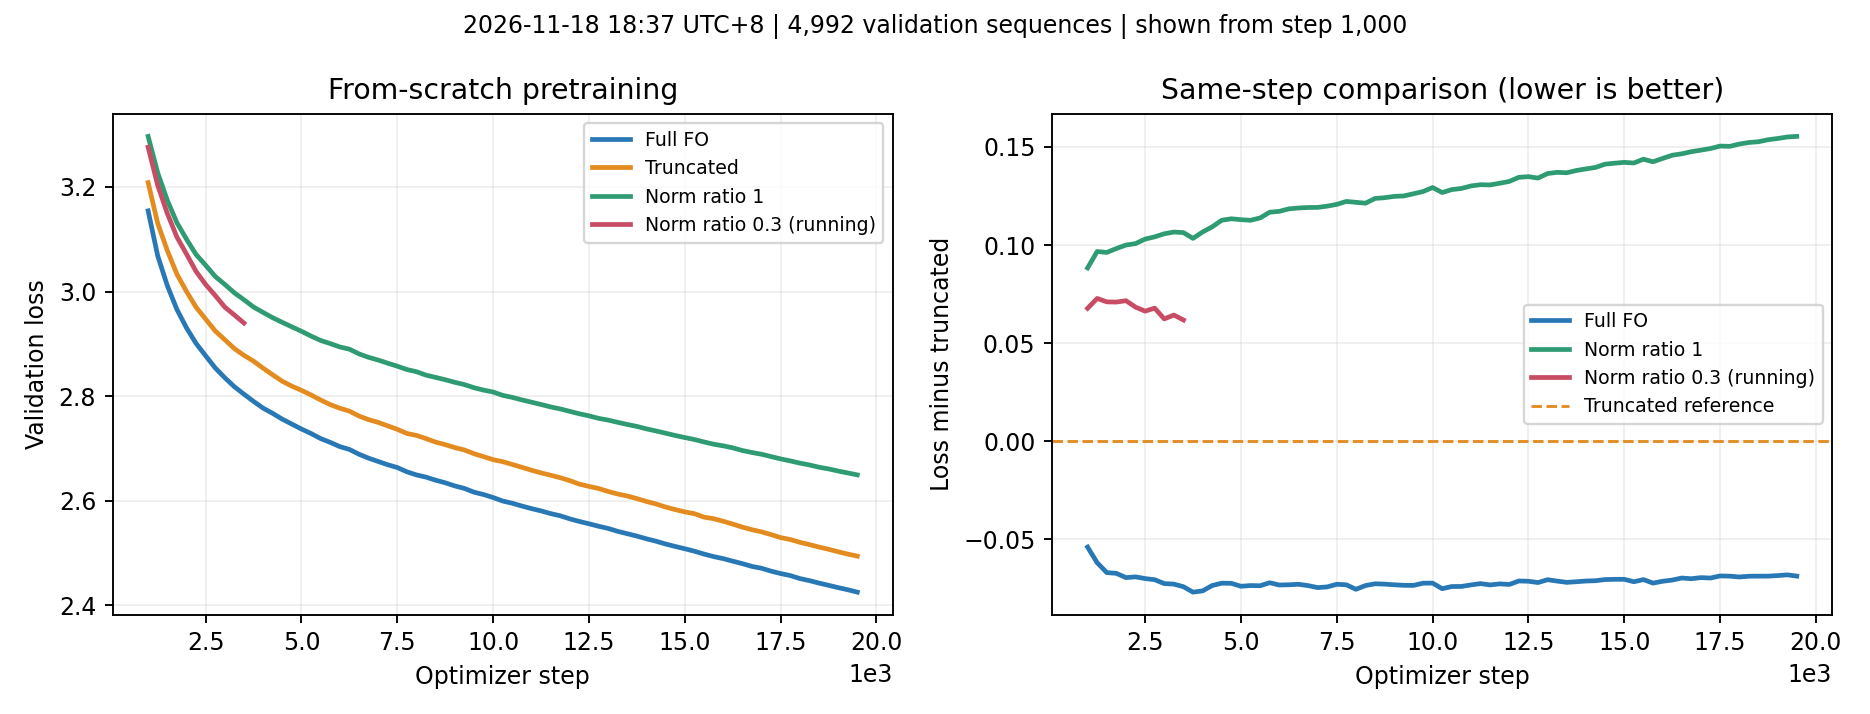 2026-11-18 18:37 UTC+8 | 4,992 validation sequences | shown from step 1,000
From-scratch pretraining
Validation loss
3.2
3.0
2.8
2.6
2.4
Full FO
Truncated
Norm ratio 1
Norm ratio 0.3 (running)
2.5 5.0 7.5 10.0 12.5 15.0 17.5 20.0
1e3
Optimizer step
Same-step comparison (lower is better)
Loss minus truncated
0.15
0.10
0.05
0.00
−0.05
Full FO
Norm ratio 1
Norm ratio 0.3 (running)
Truncated reference
2.5 5.0 7.5 10.0 12.5 15.0 17.5 20.0
1e3
Optimizer step